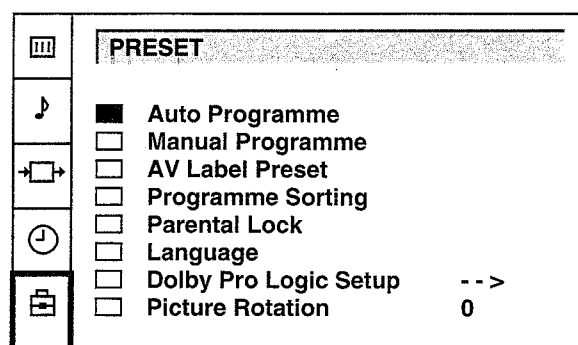 PRESET
Auto Programme
Manual Programme
AV Label Preset
Programme Sorting
Parental Lock
Language
Dolby Pro Logic Setup - - >
Picture Rotation 0